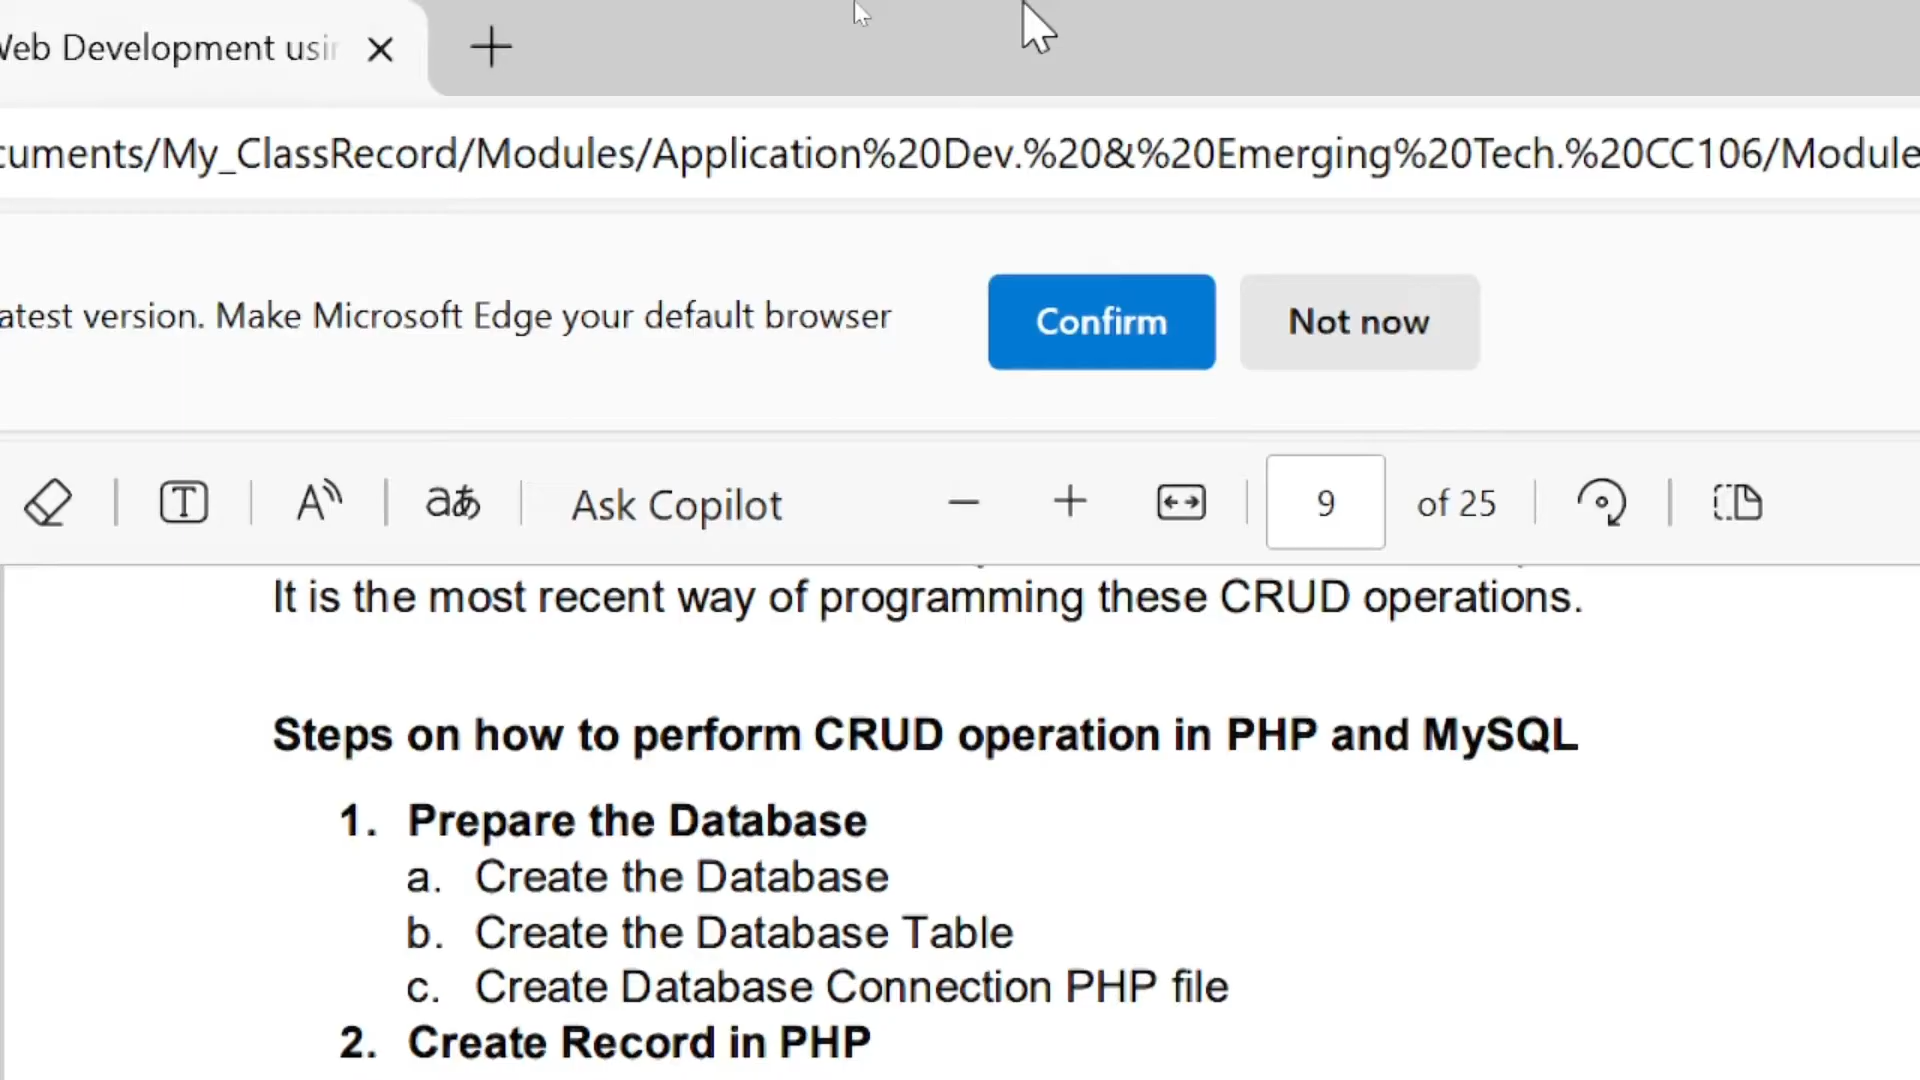 Web Development usin
cuments/My_ClassRecord/Modules/Application%20Dev.%20&%20Emerging%20Tech.%20CC106/Module
atest version. Make Microsoft Edge your default browser
Confirm
Not now
Ask Copilot
9 of 25
It is the most recent way of programming these CRUD operations.
Steps on how to perform CRUD operation in PHP and MySQL
1. Prepare the Database
a. Create the Database
b. Create the Database Table
c. Create Database Connection PHP file
2. Create Record in PHP